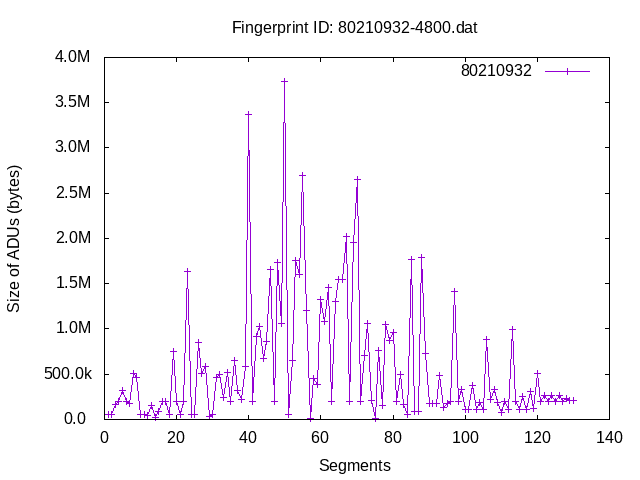 Fingerprint ID: 80210932-4800.dat
80210932
4.0M
3.5M
3.0M
2.5M
2.0M
1.5M
1.0M
500.0k
0.0
Size of ADUs (bytes)
0 20 40 60 80 100 120 140
Segments